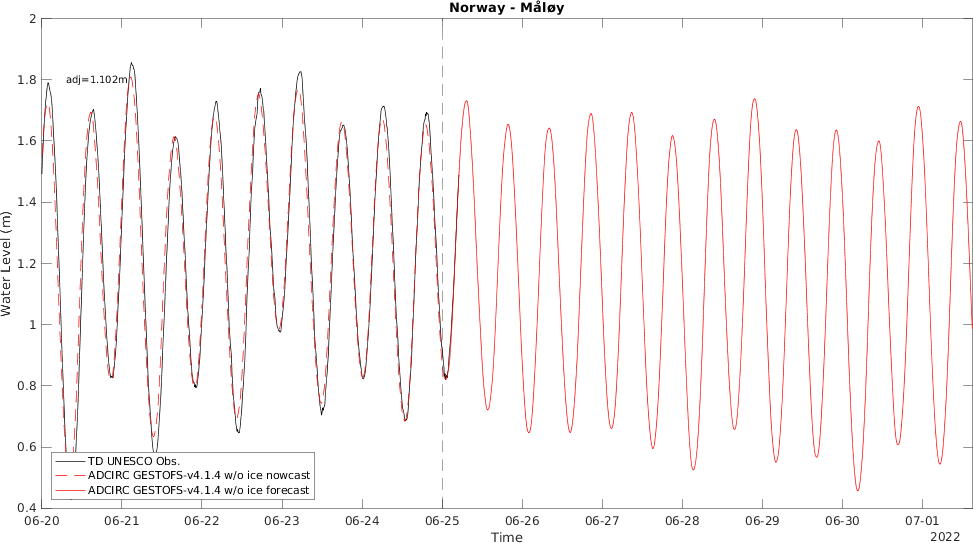 Norway - Måløy
adj=1.102m
Water Level (m)
2
1.8
1.6
1.4
1.2
1
0.8
0.6
0.4
TD UNESCO Obs.
ADCIRC GESTOFS-v4.1.4 w/o ice nowcast
ADCIRC GESTOFS-v4.1.4 w/o ice forecast
06-20 06-21 06-22 06-23 06-24 06-25 06-26 06-27 06-28 06-29 06-30 07-01
Time
2022